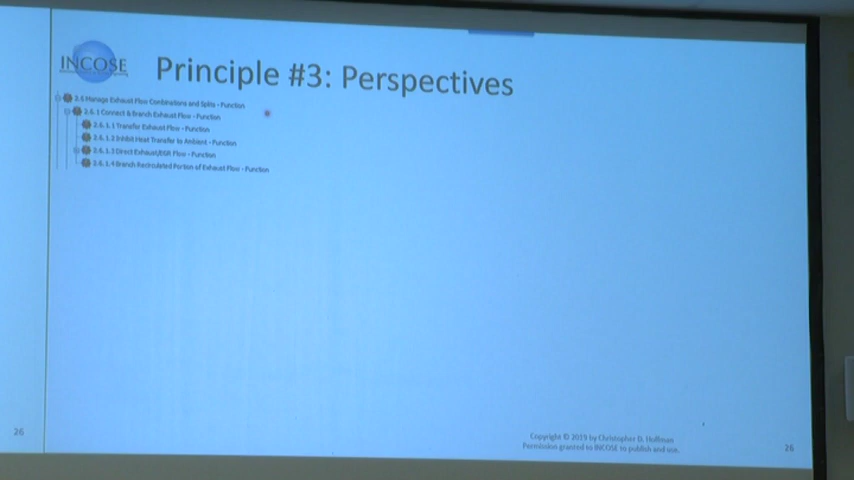 INCOSE
Principle #3: Perspectives
2.6 Manage Exhaust Flow Combinations and Splits - Function
2.6.1 Connect & Branch Exhaust Flow - Function
2.6.1.1 Transfer Exhaust Flow - Function
2.6.1.2 Inhibit Heat Transfer to Ambient - Function
2.6.1.3 Direct Exhaust/EGR Flow - Function
2.6.1.4 Branch Recirculated Portion of Exhaust Flow - Function
26
Copyright © 2019 by Christopher D. Hoffman
Permission granted to INCOSE to publish and use.
26